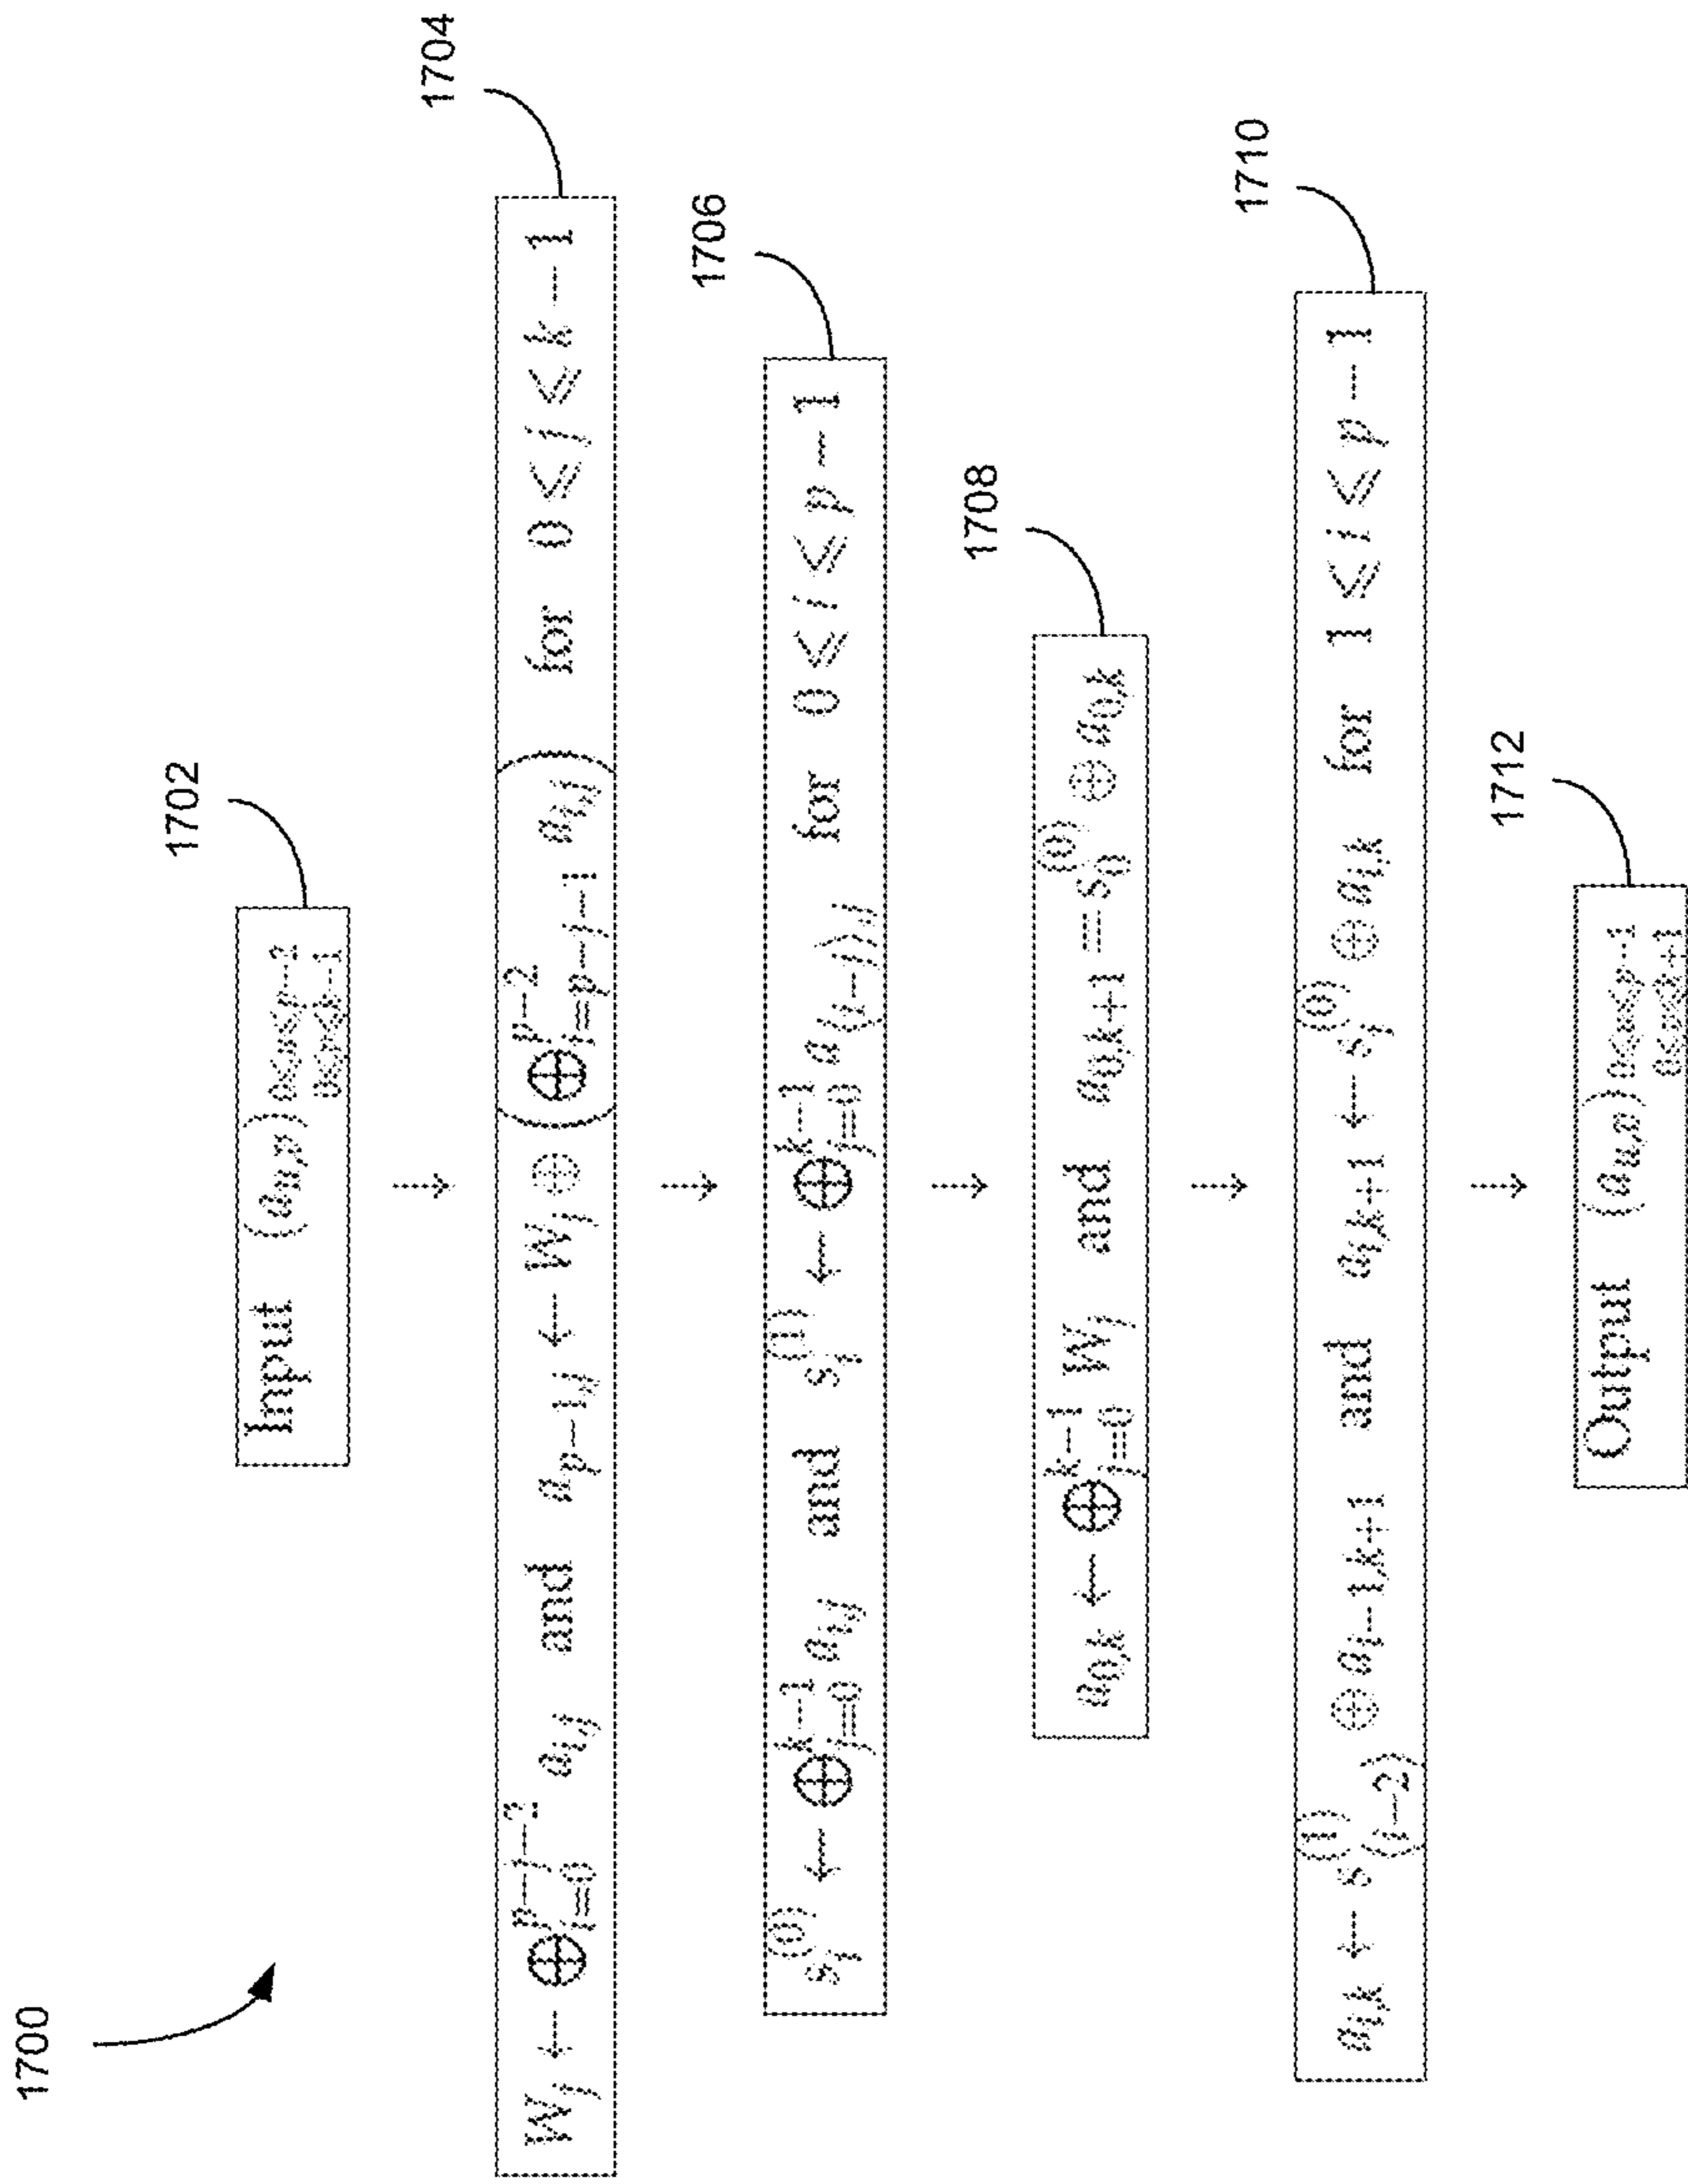 1700
1702
Input (a_{u,v})_{0≤u≤p-2 0≤v≤k-1}
1704
W_j ← ⊕_{i=0}^{p-j-2} a_{i,j} and a_{p-1,j} ← W_j ⊕ (⊕_{i=p-j-1}^{p-2} a_{i,j}) for 0 ≤ j ≤ k-1
1706
s_i^{(0)} ← ⊕_{j=0}^{k-1} a_{i,j} and s_i^{(1)} ← ⊕_{j=0}^{k-1} a_{⟨i-j⟩,j} for 0 ≤ i ≤ p-1
1708
a_{0,k} ← ⊕_{j=0}^{k-1} W_j and a_{0,k+1} = s_0^{(0)} ⊕ a_{0,k}
1710
a_{i,k} ← s_{⟨i-2⟩}^{(1)} ⊕ a_{i-1,k+1} and a_{i,k+1} ← s_i^{(0)} ⊕ a_{i,k} for 1 ≤ i ≤ p-1
1712
Output (a_{u,v})_{0≤u≤p-1 0≤v≤k+1}